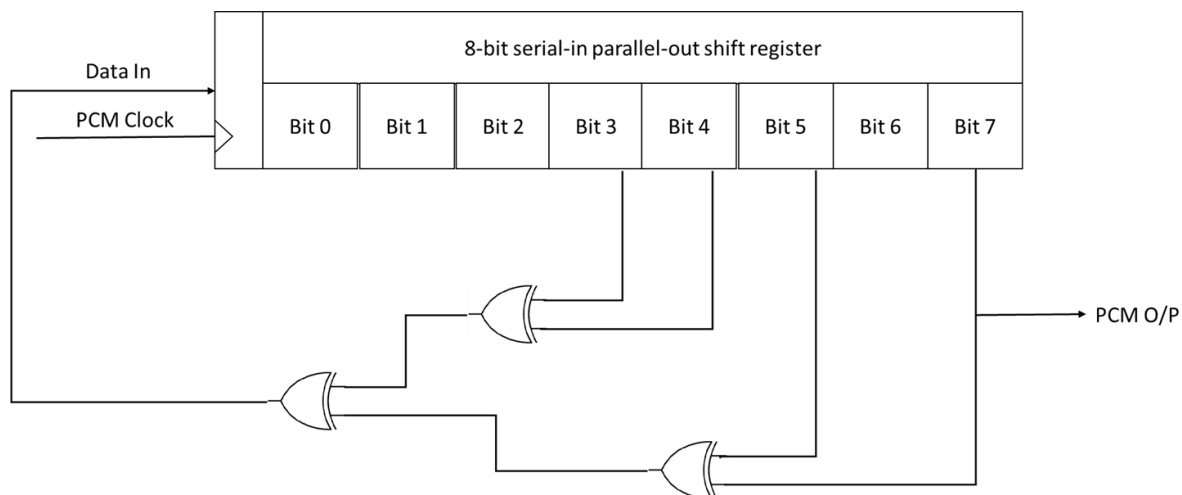 8-bit serial-in parallel-out shift register
Data In
PCM Clock
Bit 0 Bit 1 Bit 2 Bit 3 Bit 4 Bit 5 Bit 6 Bit 7
PCM O/P